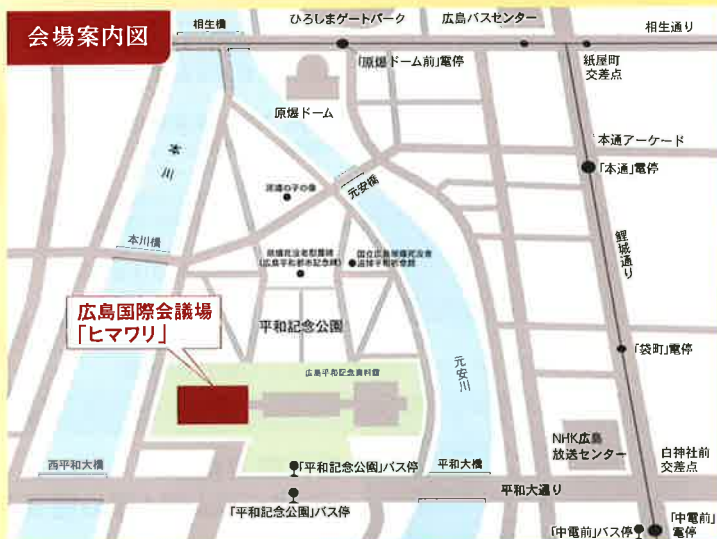 会場案内図
相生橋
ひろしまゲートパーク
広島バスセンター
相生通り
「原爆ドーム前」電停
紙屋町
交差点
原爆ドーム
本川
本通アーケード
「本通」電停
元安橋
原爆の子の像
本川橋
原爆死没者慰霊碑
(広島平和都市記念碑)
国立広島原爆死没者
追悼平和祈念館
鯉城通り
広島国際会議場
「ヒマワリ」
平和記念公園
「袋町」電停
広島平和記念資料館
元安川
NHK広島
放送センター
白神社前
交差点
西平和大橋
「平和記念公園」バス停
平和大橋
平和大通り
「平和記念公園」バス停
「中電前」バス停
「中電前」
電停